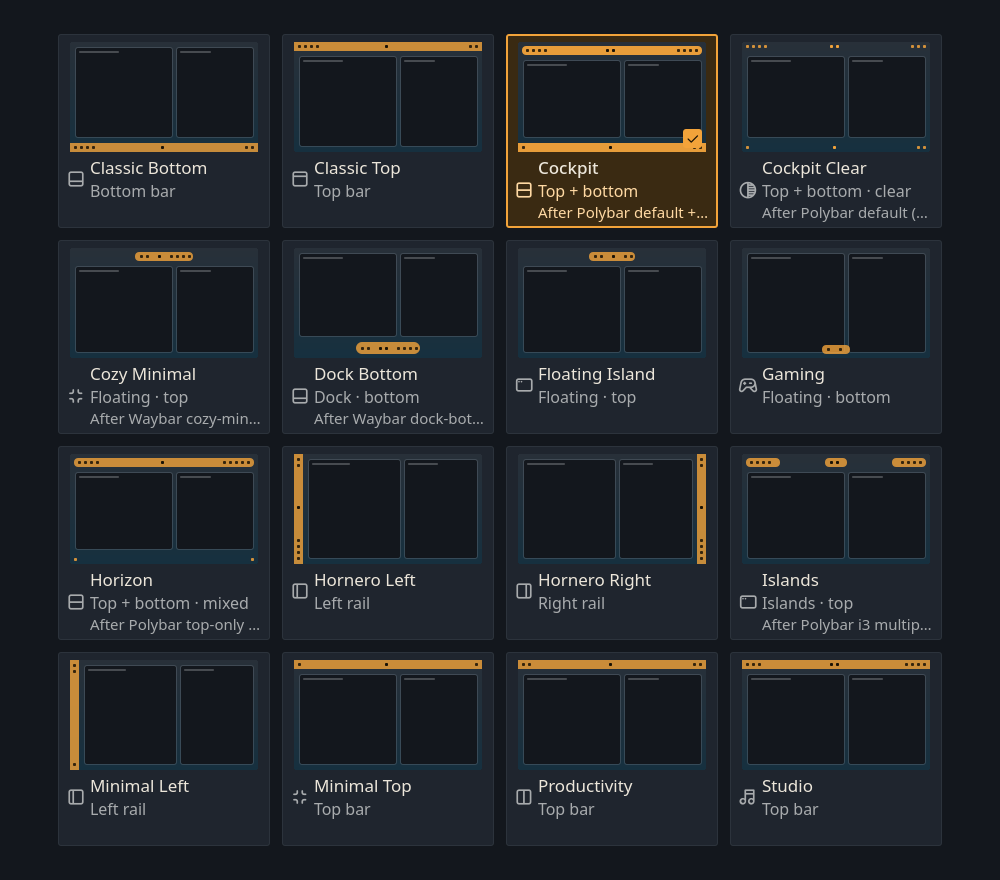 Classic Bottom
Bottom bar
Classic Top
Top bar
Cockpit
Top + bottom
After Polybar default +...
Cockpit Clear
Top + bottom · clear
After Polybar default (...
Cozy Minimal
Floating · top
After Waybar cozy-min...
Dock Bottom
Dock · bottom
After Waybar dock-bot...
Floating Island
Floating · top
Gaming
Floating · bottom
Horizon
Top + bottom · mixed
After Polybar top-only ...
Hornero Left
Left rail
Hornero Right
Right rail
Islands
Islands · top
After Polybar i3 multip...
Minimal Left
Left rail
Minimal Top
Top bar
Productivity
Top bar
Studio
Top bar